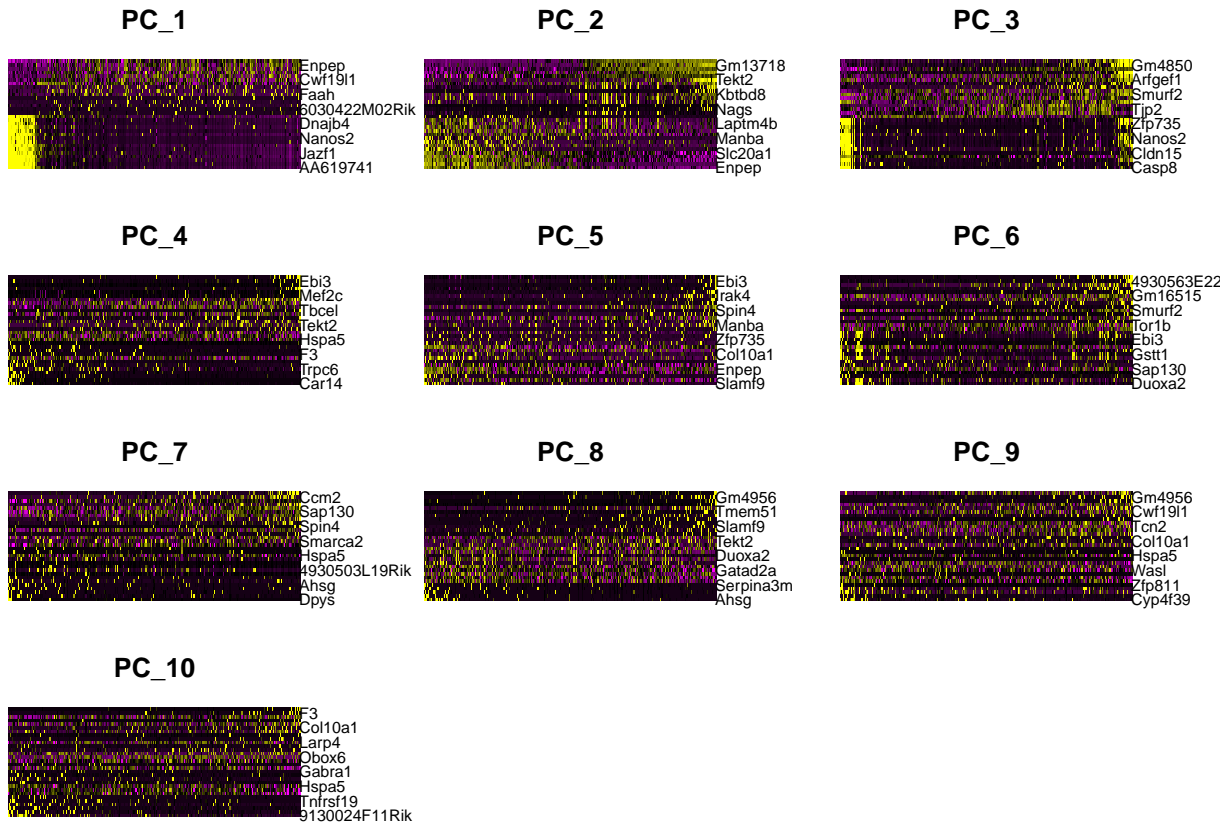 PC_1
Enpep
Cwf19l1
Faah
6030422M02Rik
Dnajb4
Nanos2
Jazf1
AA619741
PC_2
Gm13718
Tekt2
Kbtbd8
Nags
Laptm4b
Manba
Slc20a1
Enpep
PC_3
Gm4850
Arfgef1
Smurf2
Tjp2
Zfp735
Nanos2
Cldn15
Casp8
PC_4
Ebi3
Mef2c
Tbcel
Tekt2
Hspa5
F3
Trpc6
Car14
PC_5
Ebi3
Irak4
Spin4
Manba
Zfp735
Col10a1
Enpep
Slamf9
PC_6
4930563E22
Gm16515
Smurf2
Tor1b
Ebi3
Gstt1
Sap130
Duoxa2
PC_7
Ccm2
Sap130
Spin4
Smarca2
Hspa5
4930503L19Rik
Ahsg
Dpys
PC_8
Gm4956
Tmem51
Slamf9
Tekt2
Duoxa2
Gatad2a
Serpina3m
Ahsg
PC_9
Gm4956
Cwf19l1
Tcn2
Col10a1
Hspa5
Wasl
Zfp811
Cyp4f39
PC_10
F3
Col10a1
Larp4
Obox6
Gabra1
Hspa5
Tnfrsf19
9130024F11Rik